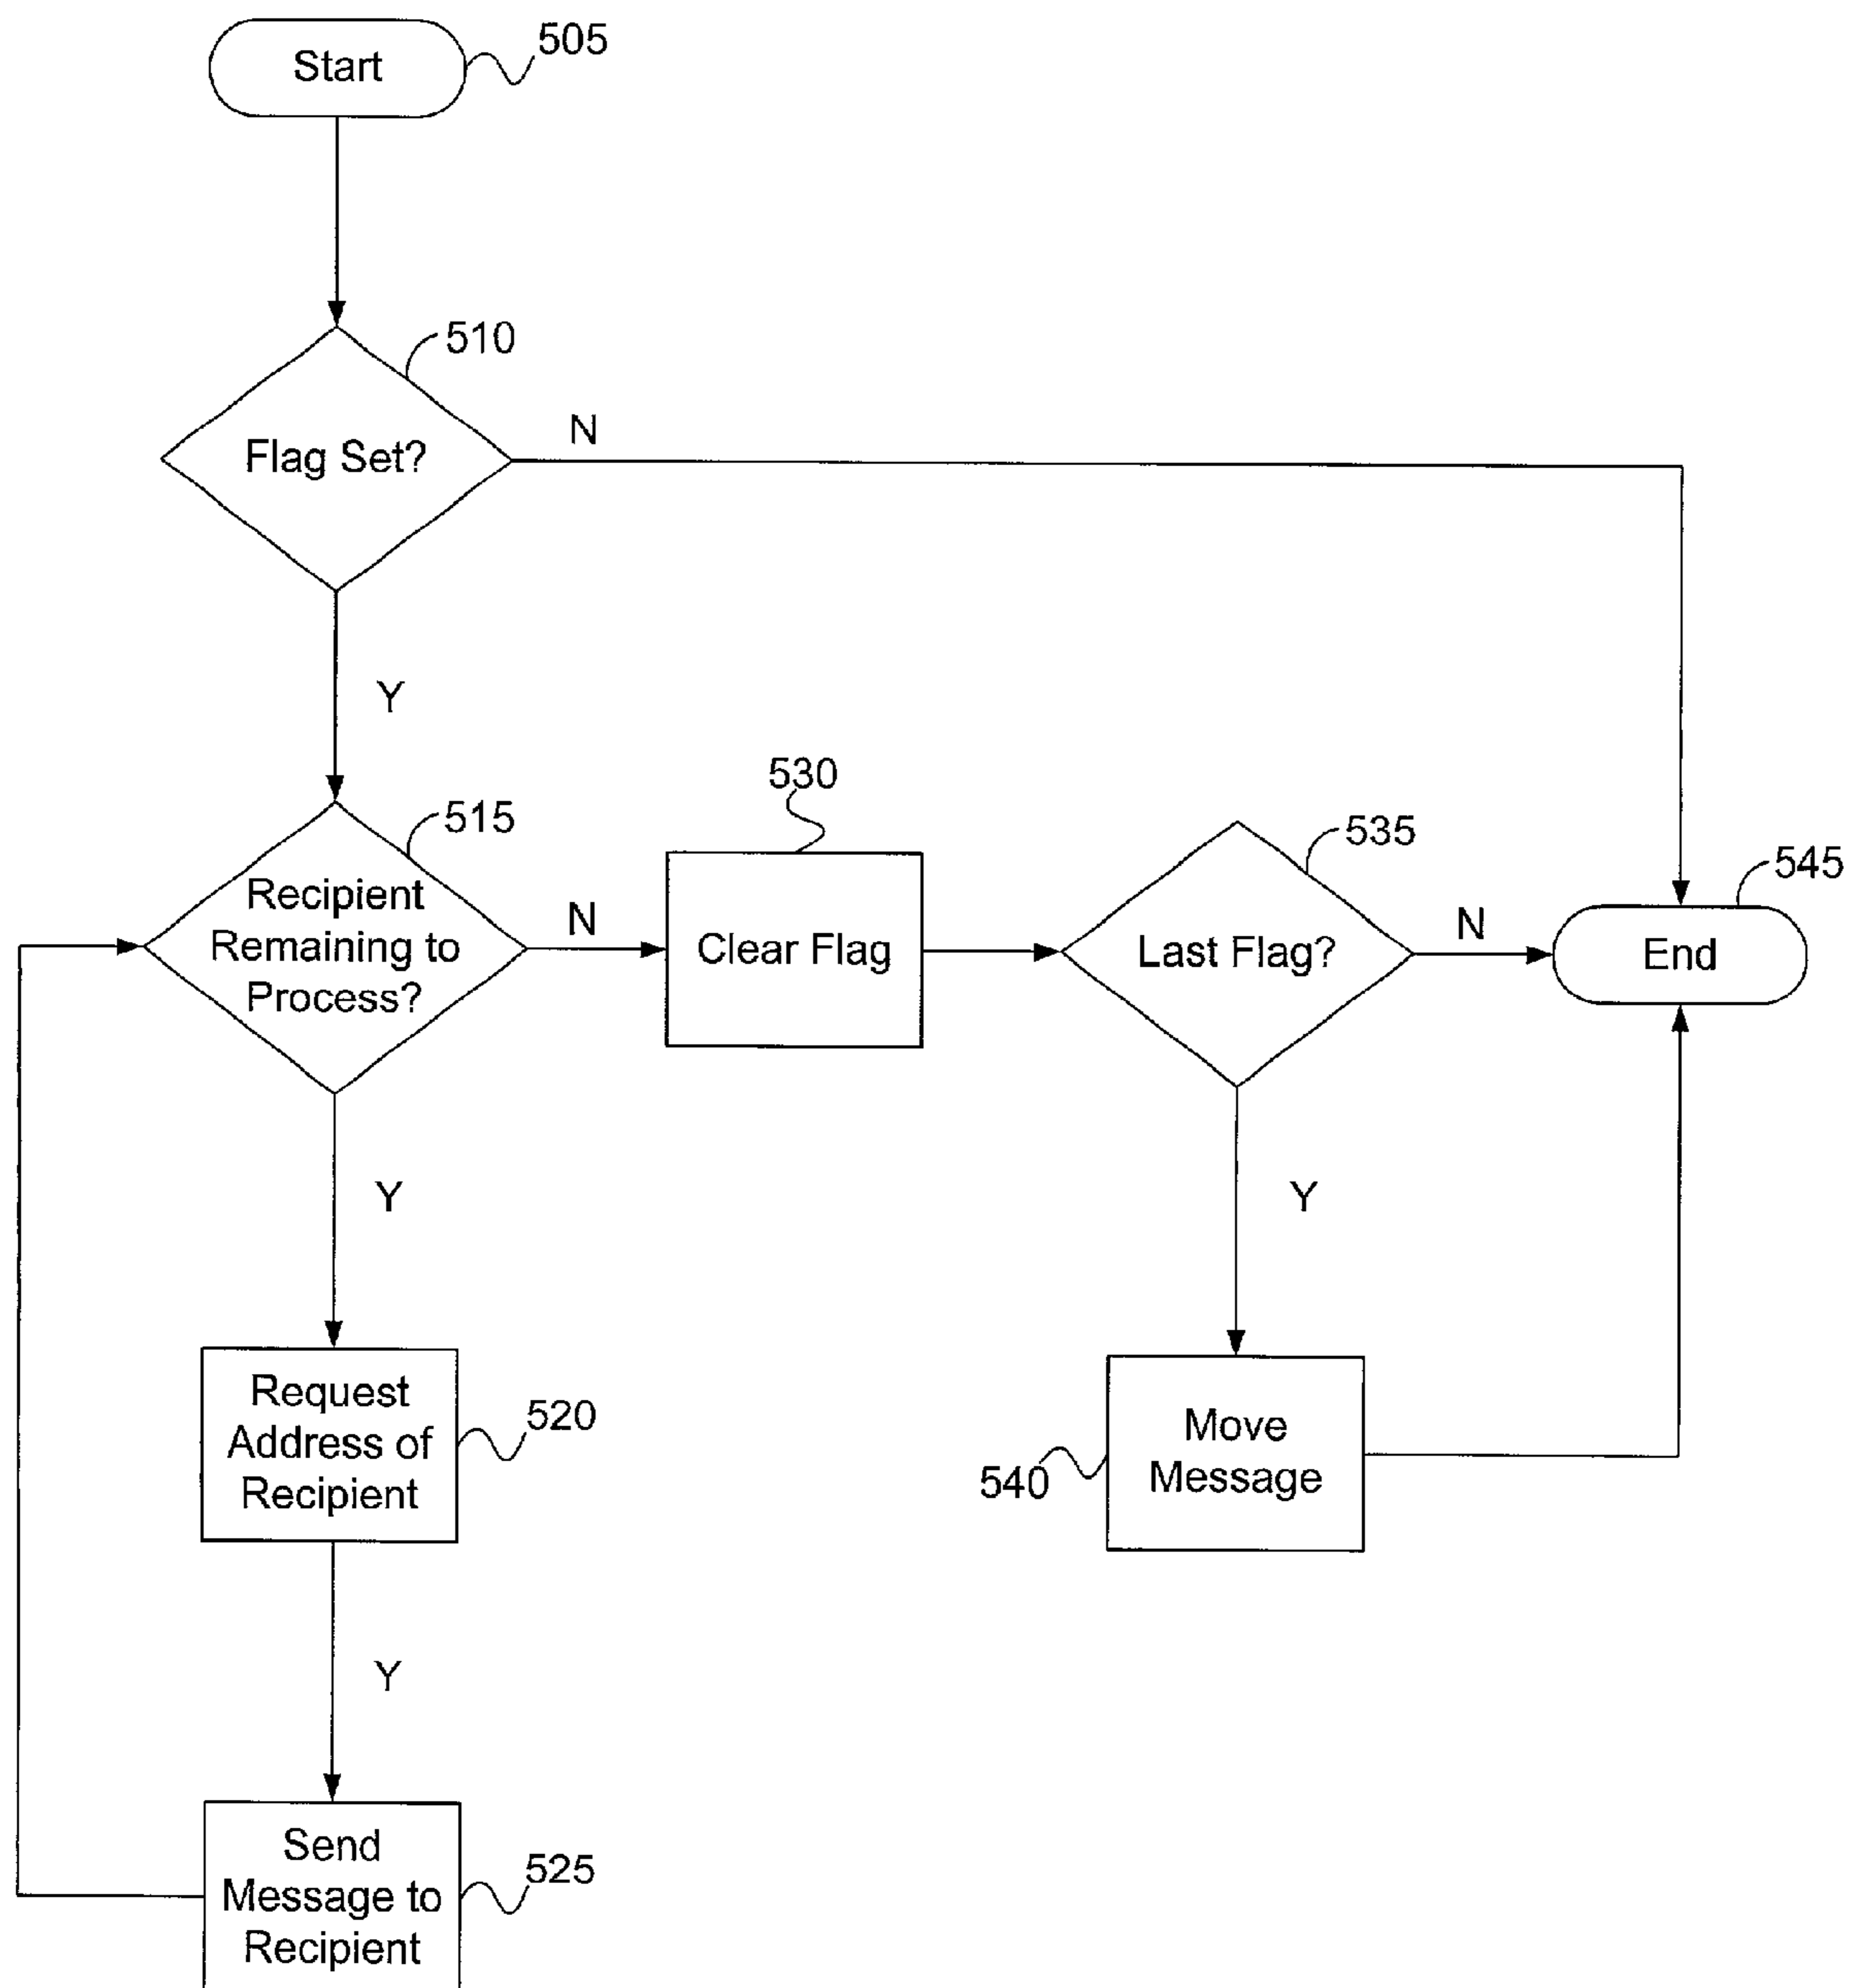 Start
505
510
Flag Set?
N
Y
530
515
535
545
Recipient
Remaining to
Process?
N
Clear Flag
Last Flag?
N
End
Y
Y
Request
Address of
Recipient
520
Move
Message
540
Y
Send
Message to
Recipient
525